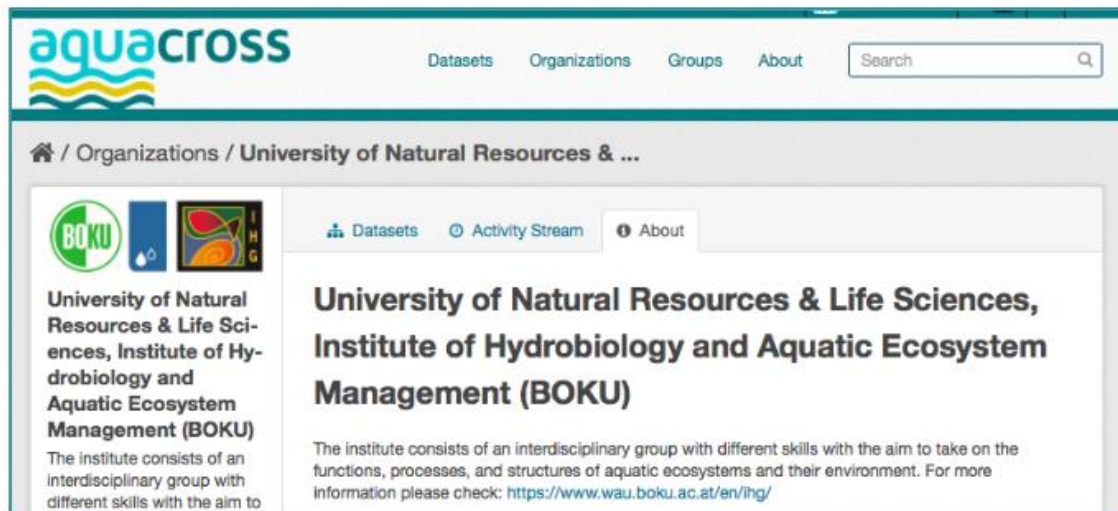 aquacross
Datasets Organizations Groups About Search
/ Organizations / University of Natural Resources & ...
BOKU
I
H
G
University of Natural
Resources & Life Sci-
ences, Institute of Hy-
drobiology and
Aquatic Ecosystem
Management (BOKU)
The institute consists of an
interdisciplinary group with
different skills with the aim to
Datasets Activity Stream About
University of Natural Resources & Life Sciences,
Institute of Hydrobiology and Aquatic Ecosystem
Management (BOKU)
The institute consists of an interdisciplinary group with different skills with the aim to take on the
functions, processes, and structures of aquatic ecosystems and their environment. For more
information please check: https://www.wau.boku.ac.at/en/ihg/